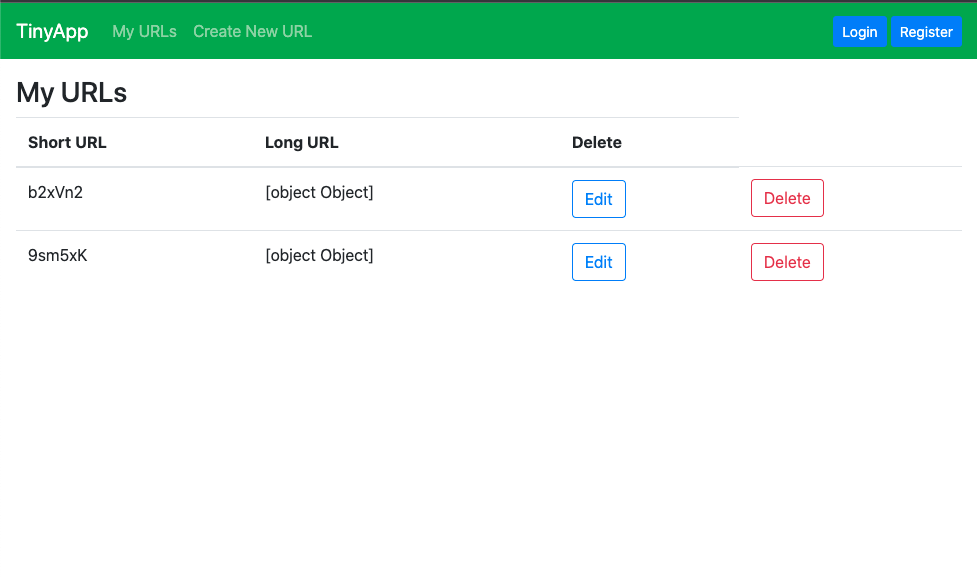 TinyApp My URLs Create New URL Login Register
My URLs
Short URL Long URL Delete
b2xVn2 [object Object] Edit Delete
9sm5xK [object Object] Edit Delete